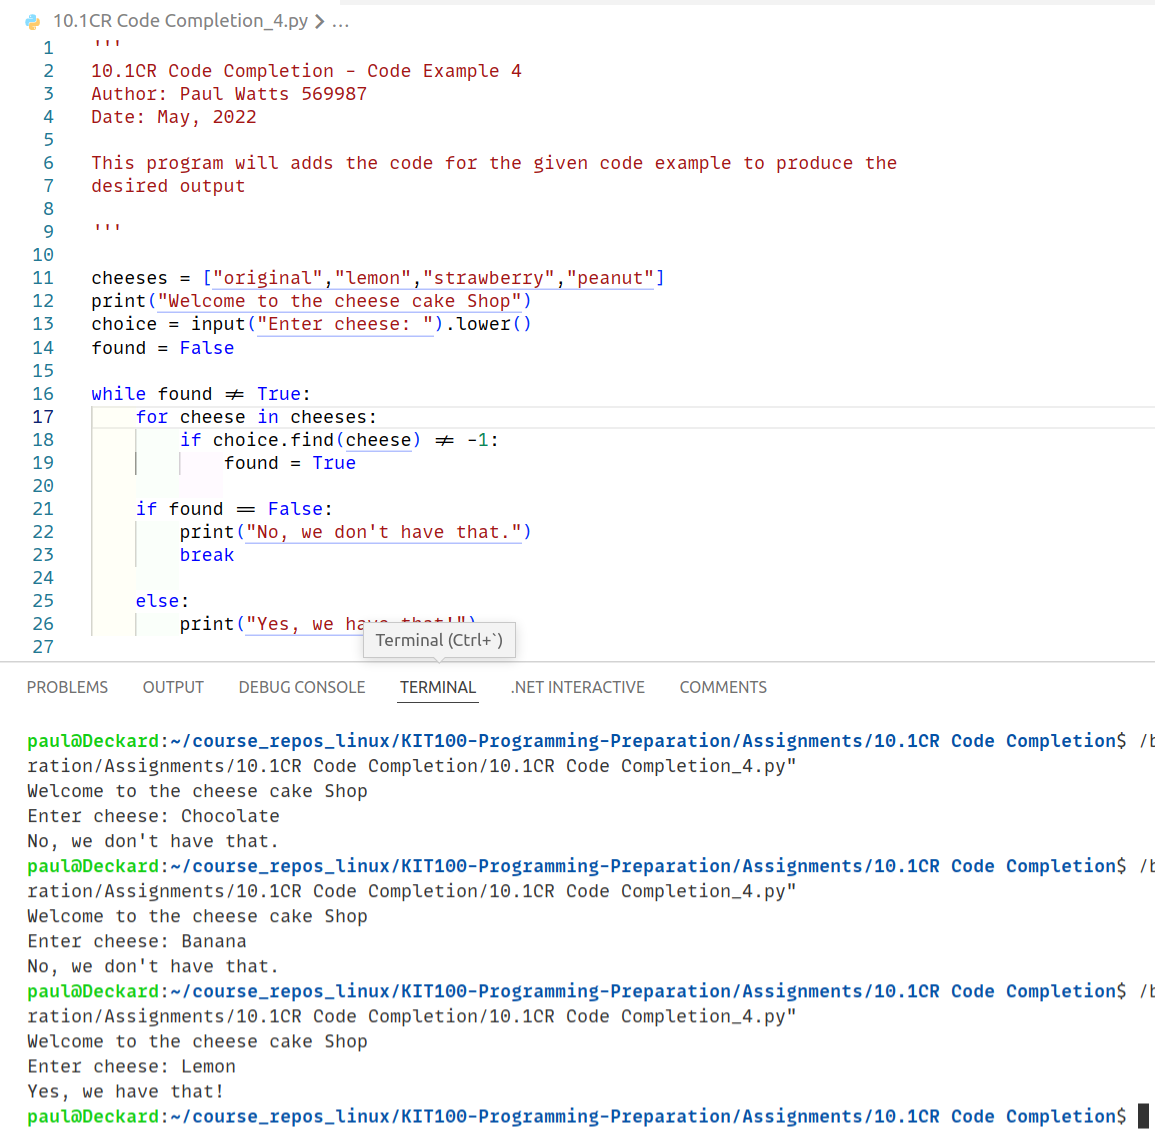 10.1CR Code Completion_4.py > ...
1 '''
2 10.1CR Code Completion - Code Example 4
3 Author: Paul Watts 569987
4 Date: May, 2022
5
6 This program will adds the code for the given code example to produce the
7 desired output
8
9 '''
10
11 cheeses = ["original","lemon","strawberry","peanut"]
12 print("Welcome to the cheese cake Shop")
13 choice = input("Enter cheese: ").lower()
14 found = False
15
16 while found != True:
17     for cheese in cheeses:
18         if choice.find(cheese) != -1:
19             found = True
20
21     if found == False:
22         print("No, we don't have that.")
23         break
24
25     else:
26         print("Yes, we have that!")
27
Terminal (Ctrl+`)
PROBLEMS OUTPUT DEBUG CONSOLE TERMINAL .NET INTERACTIVE COMMENTS
paul@Deckard:~/course_repos_linux/KIT100-Programming-Preparation/Assignments/10.1CR Code Completion$ /b
ration/Assignments/10.1CR Code Completion/10.1CR Code Completion_4.py"
Welcome to the cheese cake Shop
Enter cheese: Chocolate
No, we don't have that.
paul@Deckard:~/course_repos_linux/KIT100-Programming-Preparation/Assignments/10.1CR Code Completion$ /b
ration/Assignments/10.1CR Code Completion/10.1CR Code Completion_4.py"
Welcome to the cheese cake Shop
Enter cheese: Banana
No, we don't have that.
paul@Deckard:~/course_repos_linux/KIT100-Programming-Preparation/Assignments/10.1CR Code Completion$ /b
ration/Assignments/10.1CR Code Completion/10.1CR Code Completion_4.py"
Welcome to the cheese cake Shop
Enter cheese: Lemon
Yes, we have that!
paul@Deckard:~/course_repos_linux/KIT100-Programming-Preparation/Assignments/10.1CR Code Completion$